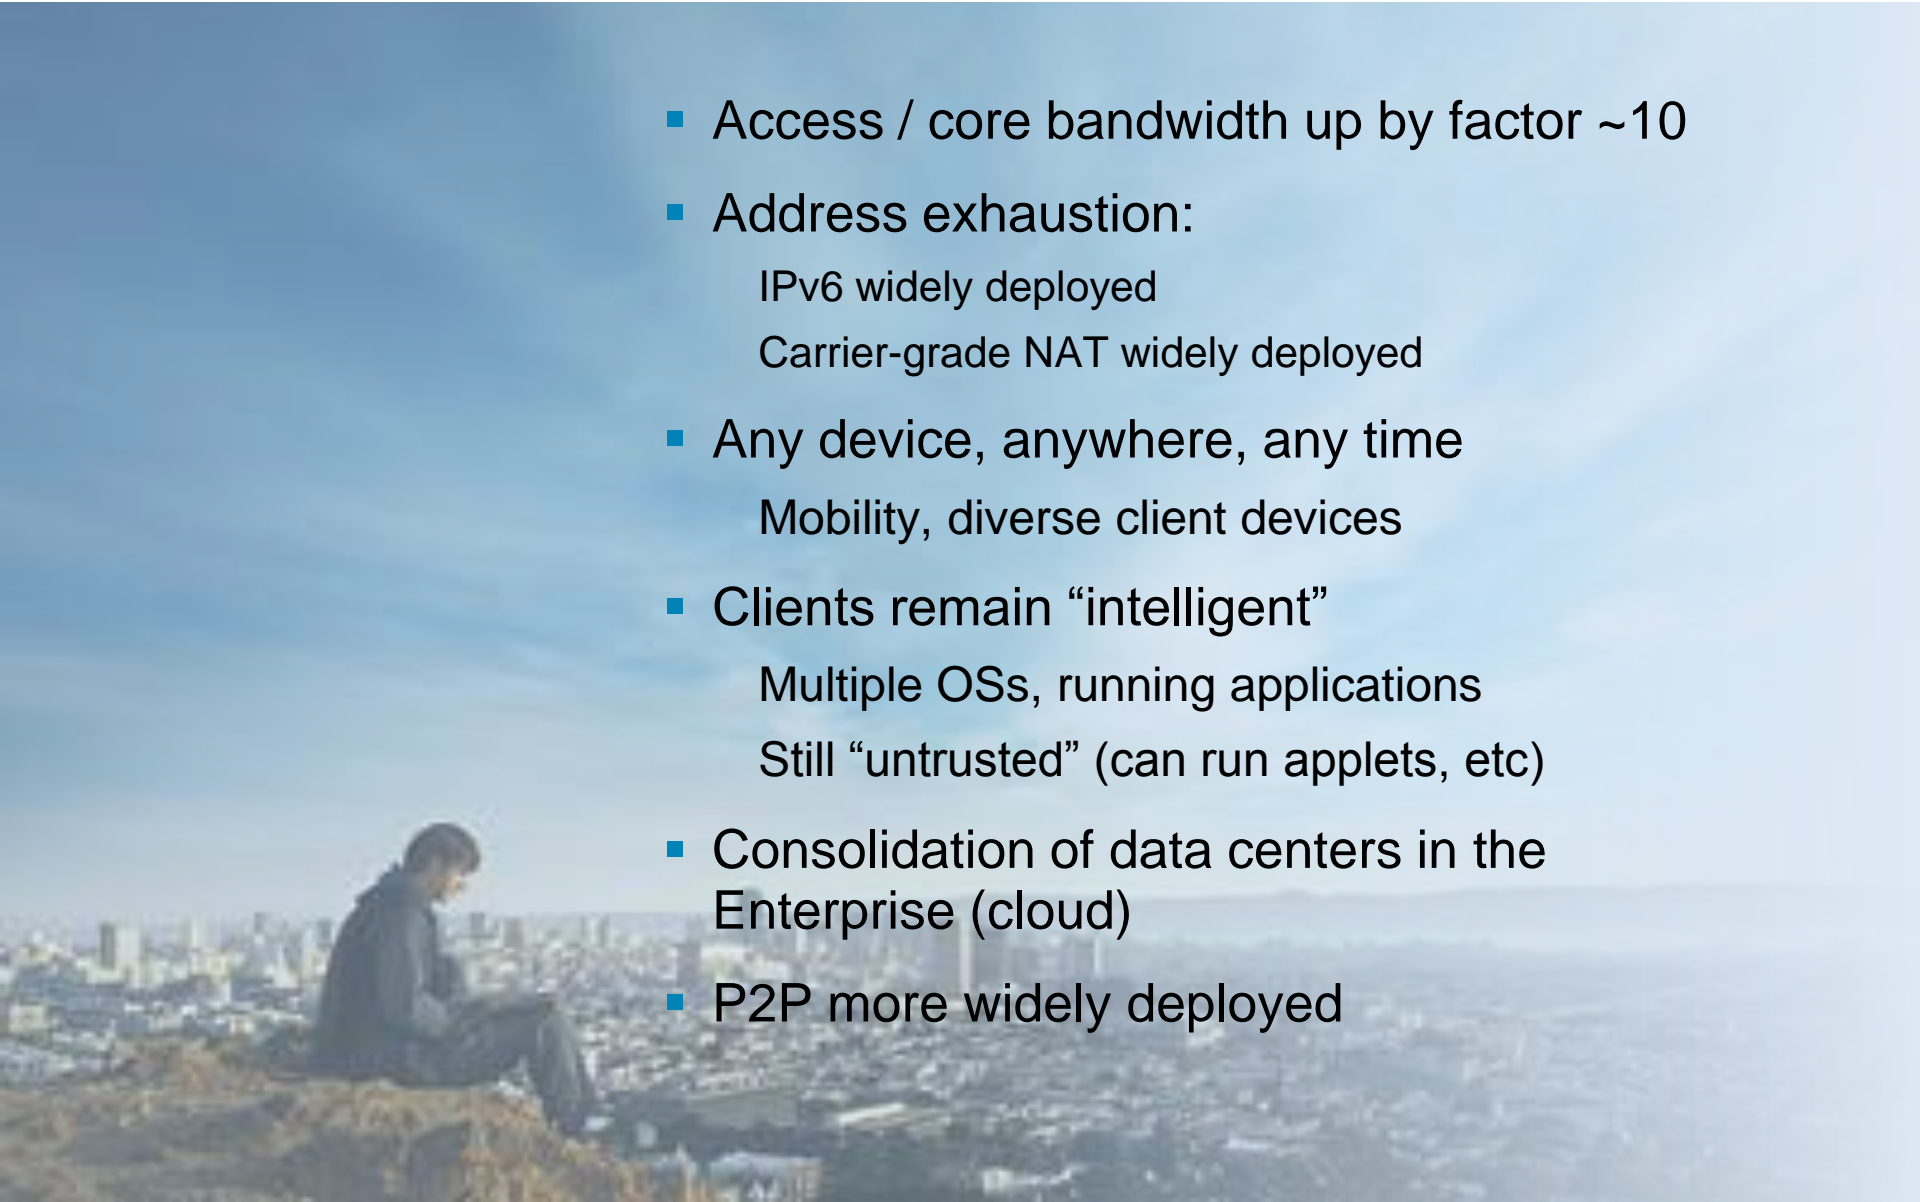 ▪ Access / core bandwidth up by factor ~10
▪ Address exhaustion:
IPv6 widely deployed
Carrier-grade NAT widely deployed
▪ Any device, anywhere, any time
Mobility, diverse client devices
▪ Clients remain “intelligent”
Multiple OSs, running applications
Still “untrusted” (can run applets, etc)
▪ Consolidation of data centers in the
Enterprise (cloud)
▪ P2P more widely deployed